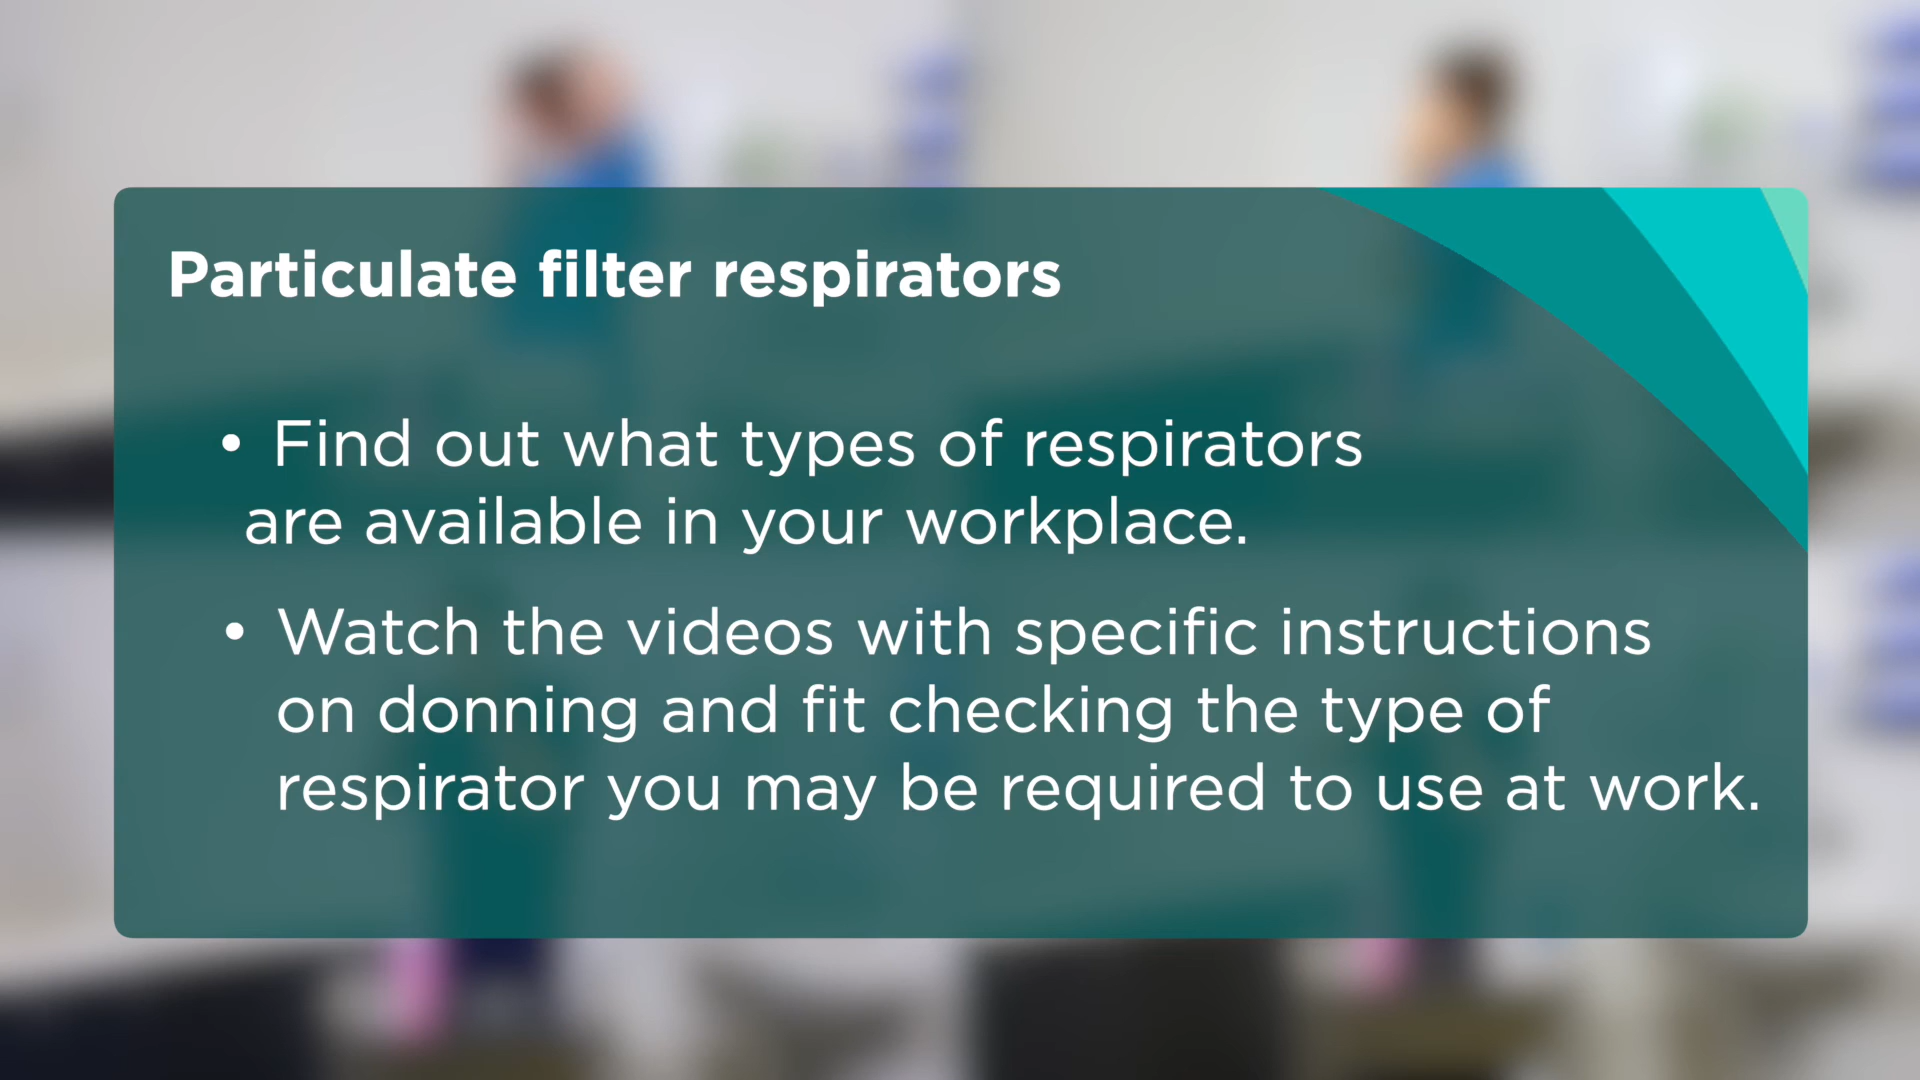 Particulate filter respirators
• Find out what types of respirators
are available in your workplace.
• Watch the videos with specific instructions
on donning and fit checking the type of
respirator you may be required to use at work.